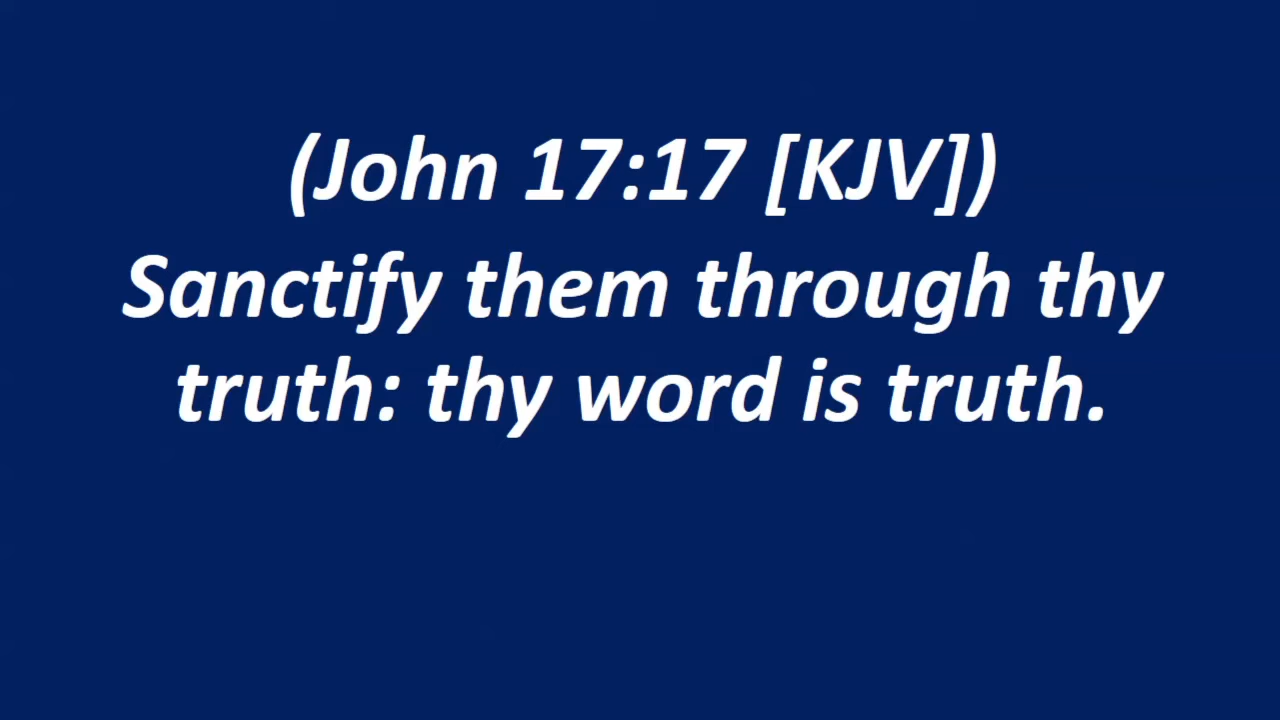 (John 17:17 [KJV])
Sanctify them through thy
truth: thy word is truth.